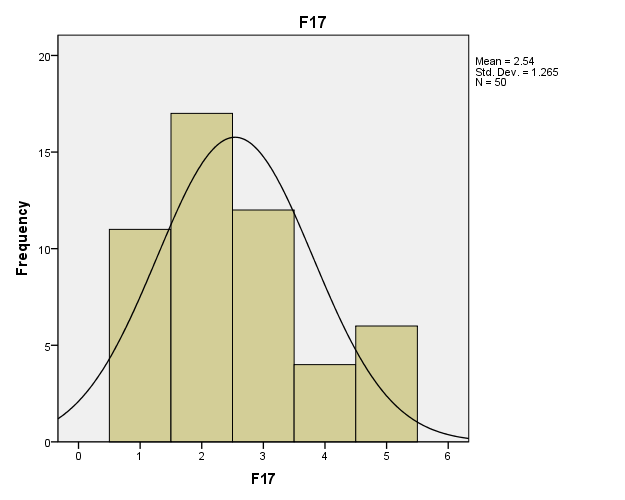 F17
Mean = 2.54
Std. Dev. = 1.265
N = 50
20
15
10
5
0
Frequency
0 1 2 3 4 5 6
F17